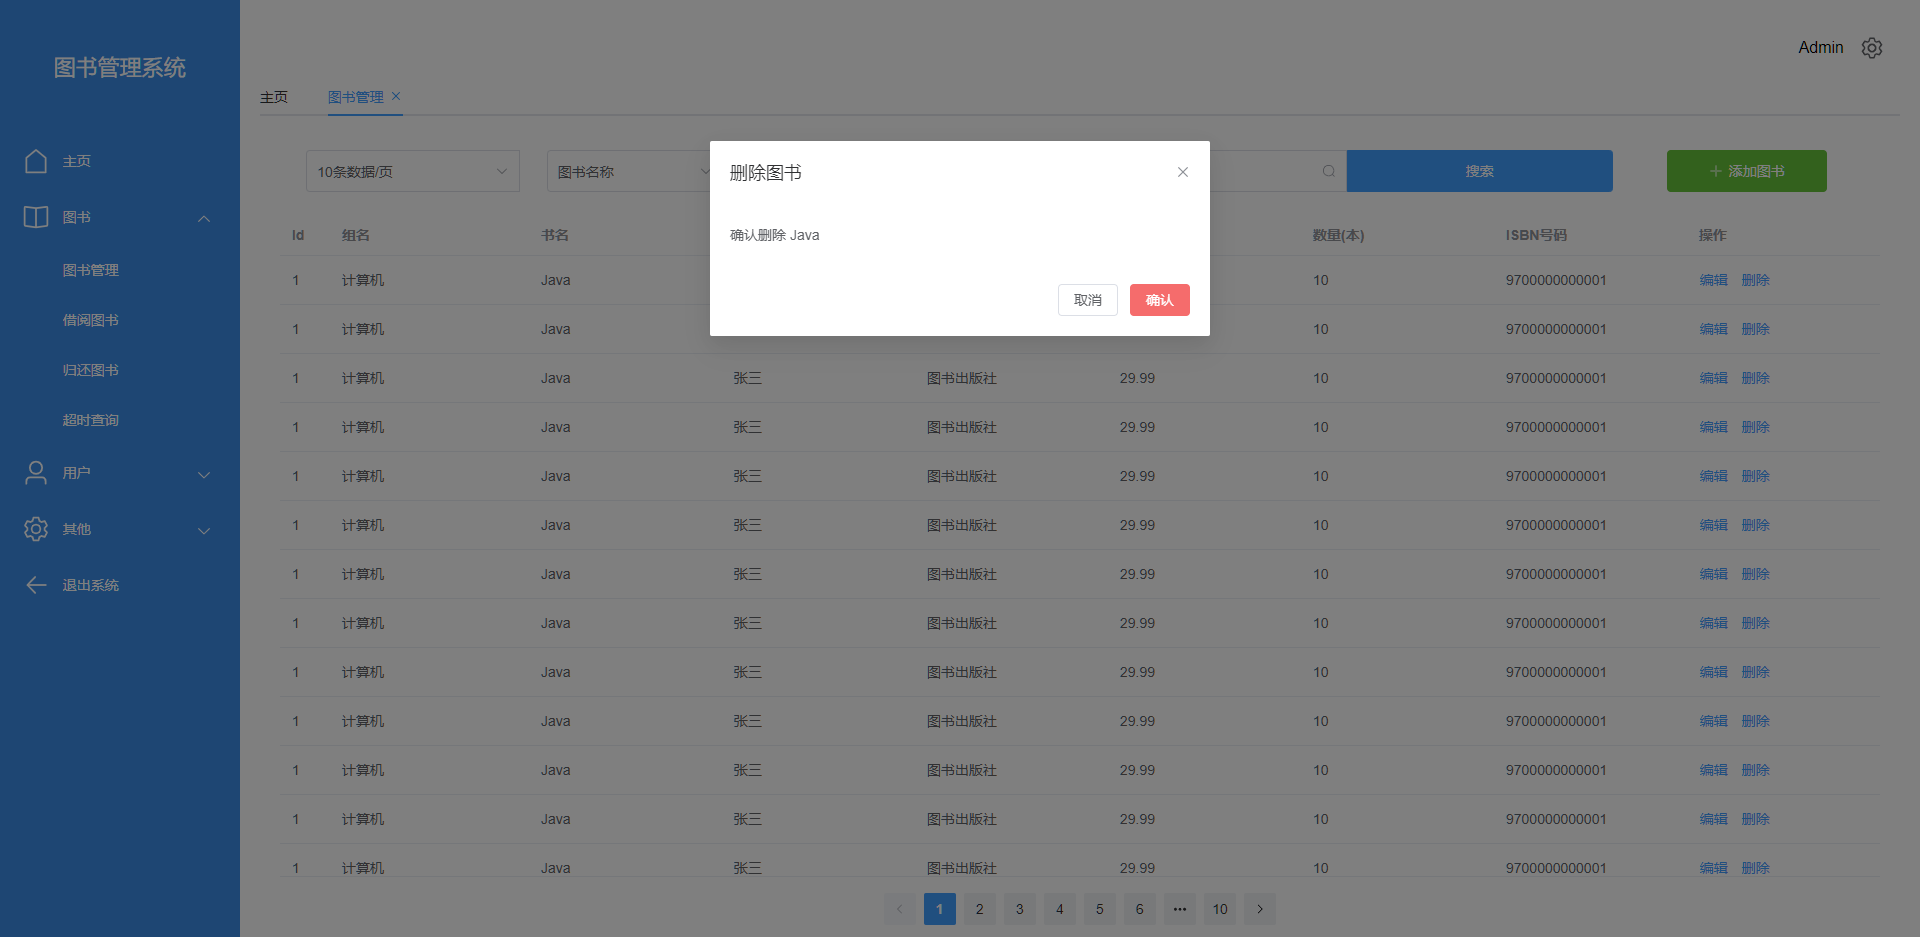 图书管理系统
主页
图书
图书管理
借阅图书
归还图书
超时查询
用户
其他
退出系统
Admin
主页 图书管理
10条数据/页 图书名称 搜索 添加图书
删除图书
确认删除 Java
取消 确认
Id 组名 书名 数量(本) ISBN号码 操作
1 计算机 Java 10 9700000000001 编辑 删除
1 计算机 Java 10 9700000000001 编辑 删除
1 计算机 Java 张三 图书出版社 29.99 10 9700000000001 编辑 删除
1 计算机 Java 张三 图书出版社 29.99 10 9700000000001 编辑 删除
1 计算机 Java 张三 图书出版社 29.99 10 9700000000001 编辑 删除
1 计算机 Java 张三 图书出版社 29.99 10 9700000000001 编辑 删除
1 计算机 Java 张三 图书出版社 29.99 10 9700000000001 编辑 删除
1 计算机 Java 张三 图书出版社 29.99 10 9700000000001 编辑 删除
1 计算机 Java 张三 图书出版社 29.99 10 9700000000001 编辑 删除
1 计算机 Java 张三 图书出版社 29.99 10 9700000000001 编辑 删除
1 计算机 Java 张三 图书出版社 29.99 10 9700000000001 编辑 删除
1 计算机 Java 张三 图书出版社 29.99 10 9700000000001 编辑 删除
1 计算机 Java 张三 图书出版社 29.99 10 9700000000001 编辑 删除
1 2 3 4 5 6 ••• 10